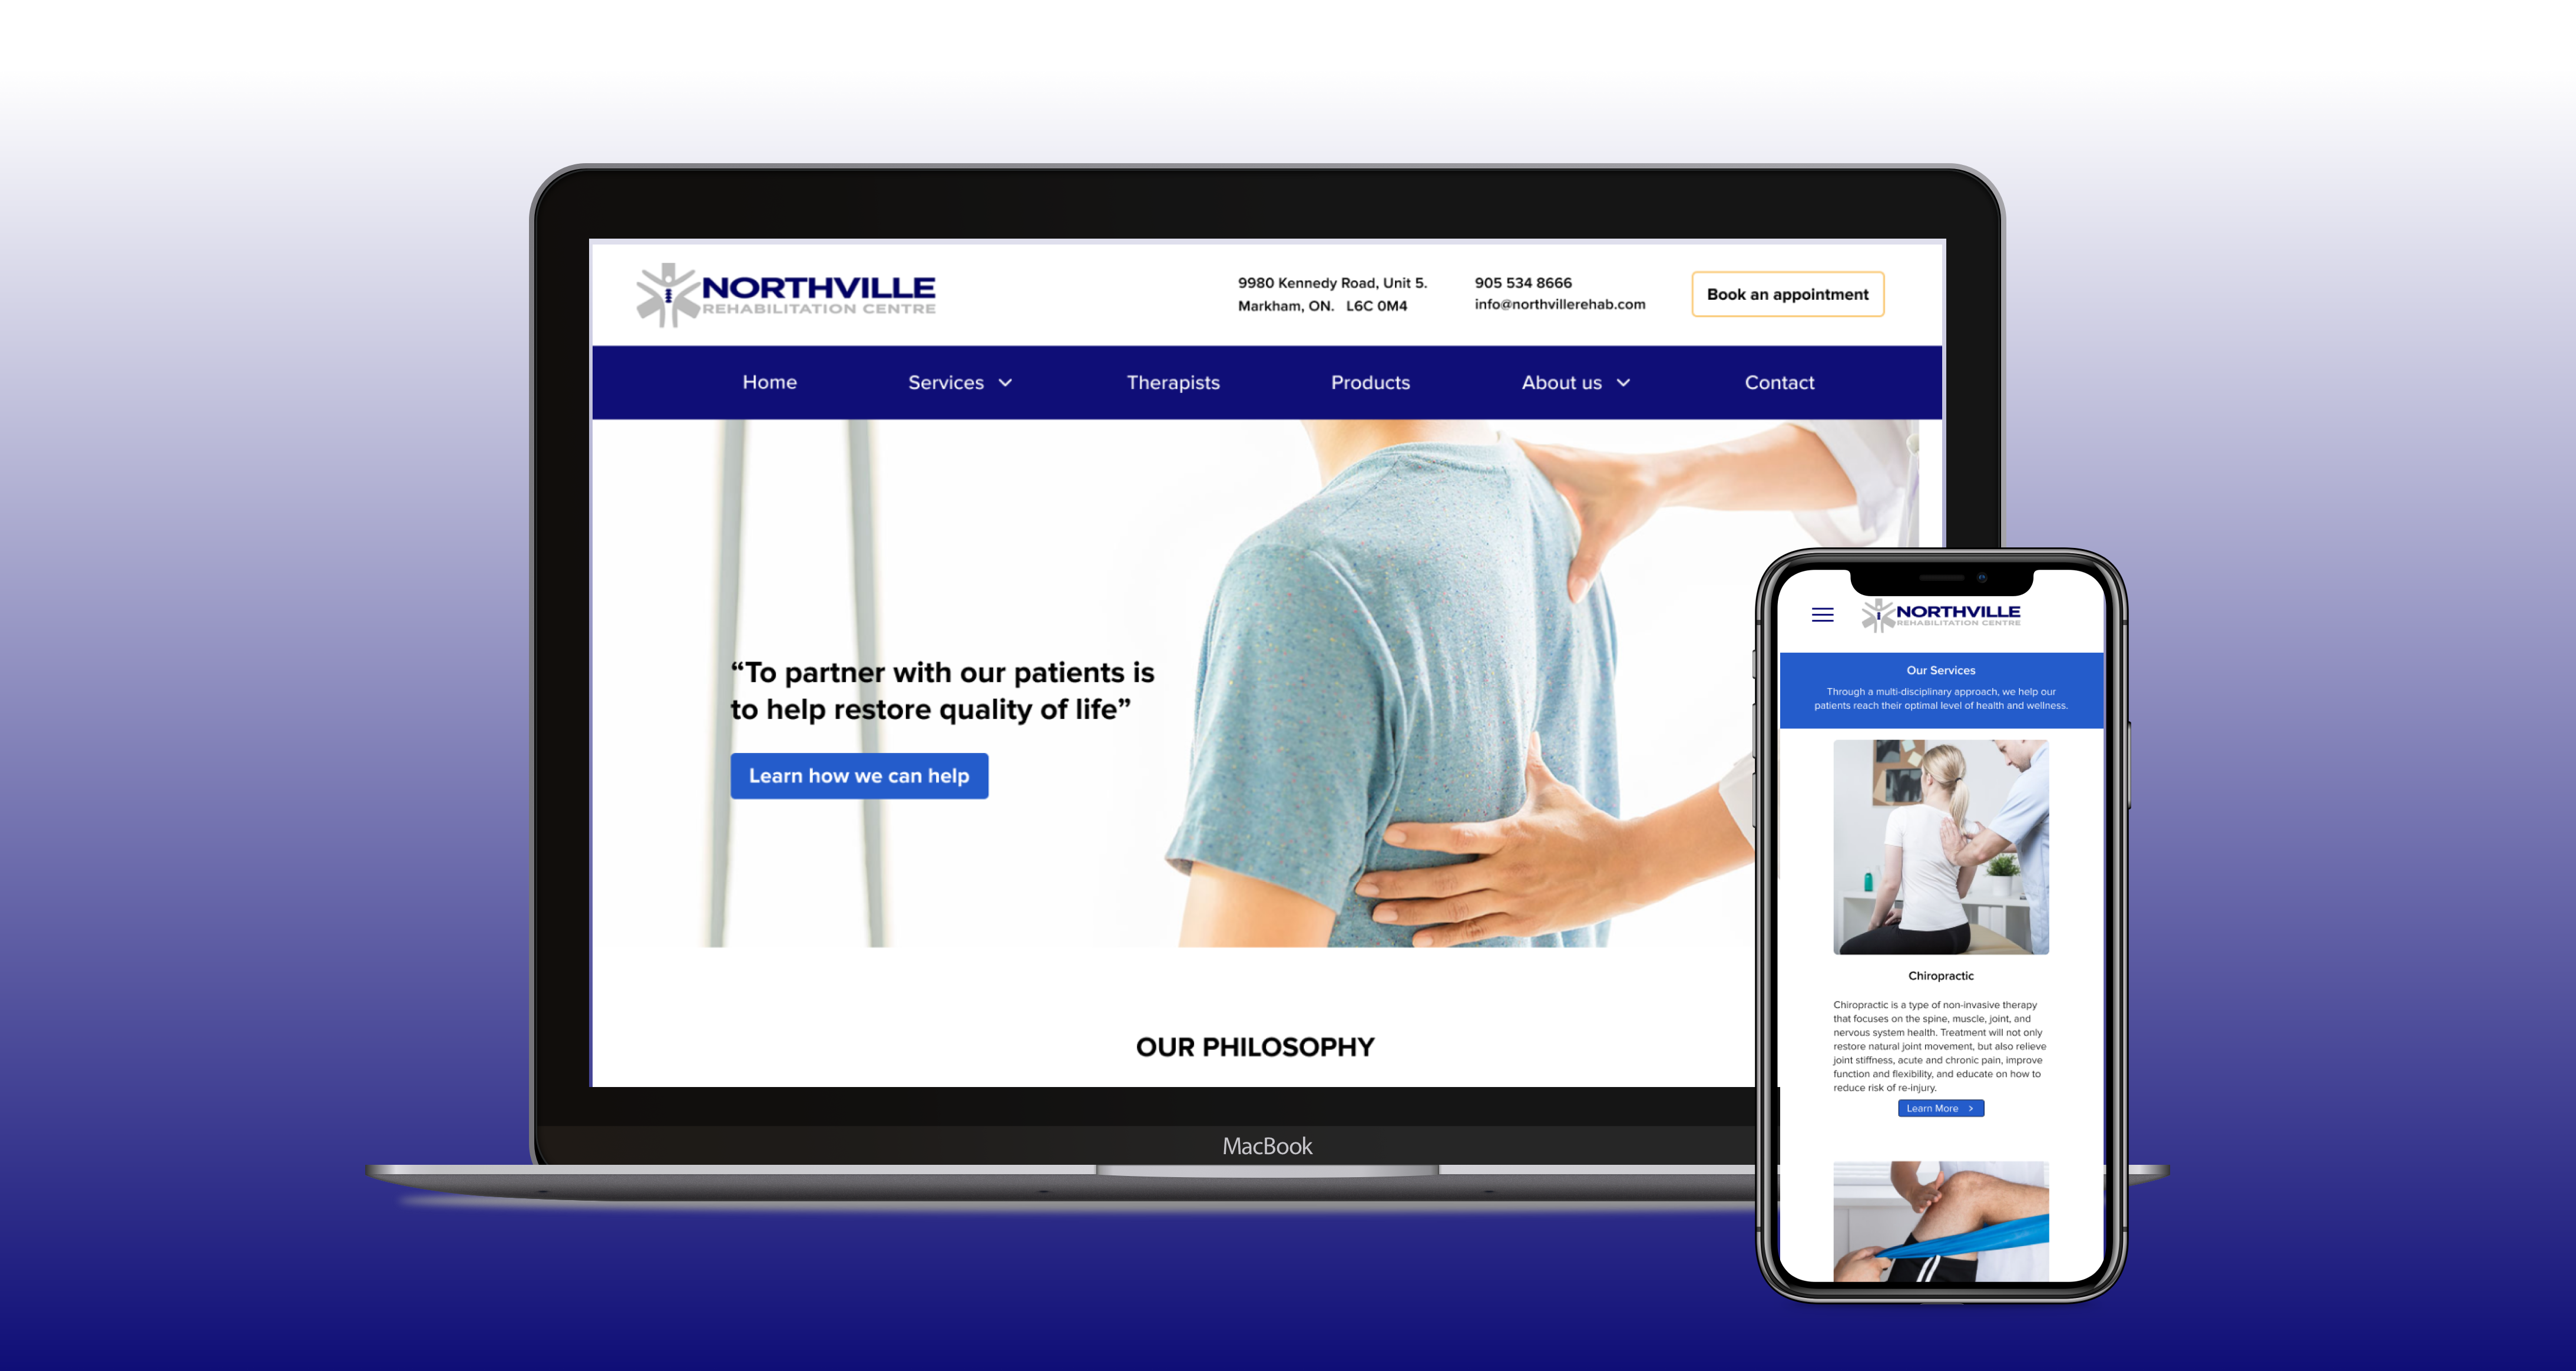 NORTHVILLE
REHABILITATION CENTRE
9980 Kennedy Road, Unit 5.
Markham, ON. L6C 0M4
905 534 8666
info@northvillerehab.com
Book an appointment
Home
Services
Therapists
Products
About us
Contact
“To partner with our patients is
to help restore quality of life”
Learn how we can help
OUR PHILOSOPHY
MacBook
NORTHVILLE
REHABILITATION CENTRE
Our Services
Through a multi-disciplinary approach, we help our
patients reach their optimal level of health and wellness.
Chiropractic
Chiropractic is a type of non-invasive therapy
that focuses on the spine, muscle, joint, and
nervous system health. Treatment will not only
restore natural joint movement, but also relieve
joint stiffness, acute and chronic pain, improve
function and flexibility, and educate on how to
reduce risk of re-injury.
Learn More >